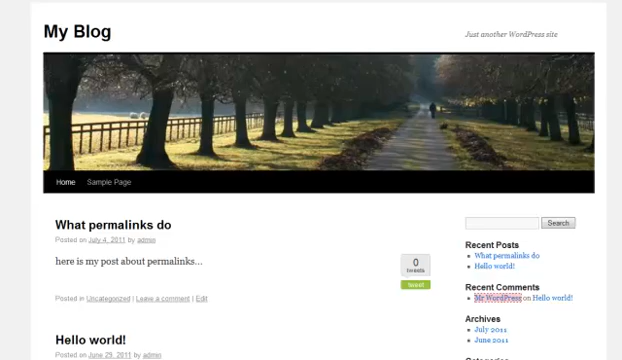 My Blog
Just another WordPress site
Home Sample Page
What permalinks do
Posted on July 4, 2011 by admin
here is my post about permalinks...
0
tweets
tweet
Posted in Uncategorized | Leave a comment | Edit
Hello world!
Posted on June 29, 2011 by admin
Search
Recent Posts
What permalinks do
Hello world!
Recent Comments
Mr WordPress on Hello world!
Archives
July 2011
June 2011
Categories